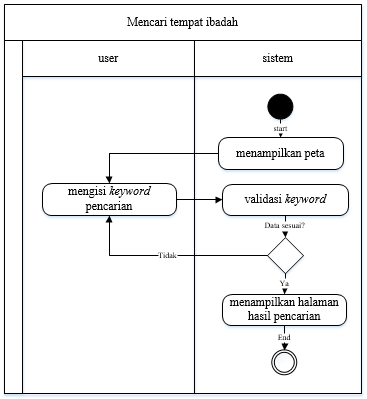 Mencari tempat ibadah
user
sistem
start
menampilkan peta
mengisi keyword
pencarian
validasi keyword
Data sesuai?
Tidak
Ya
menampilkan halaman
hasil pencarian
End